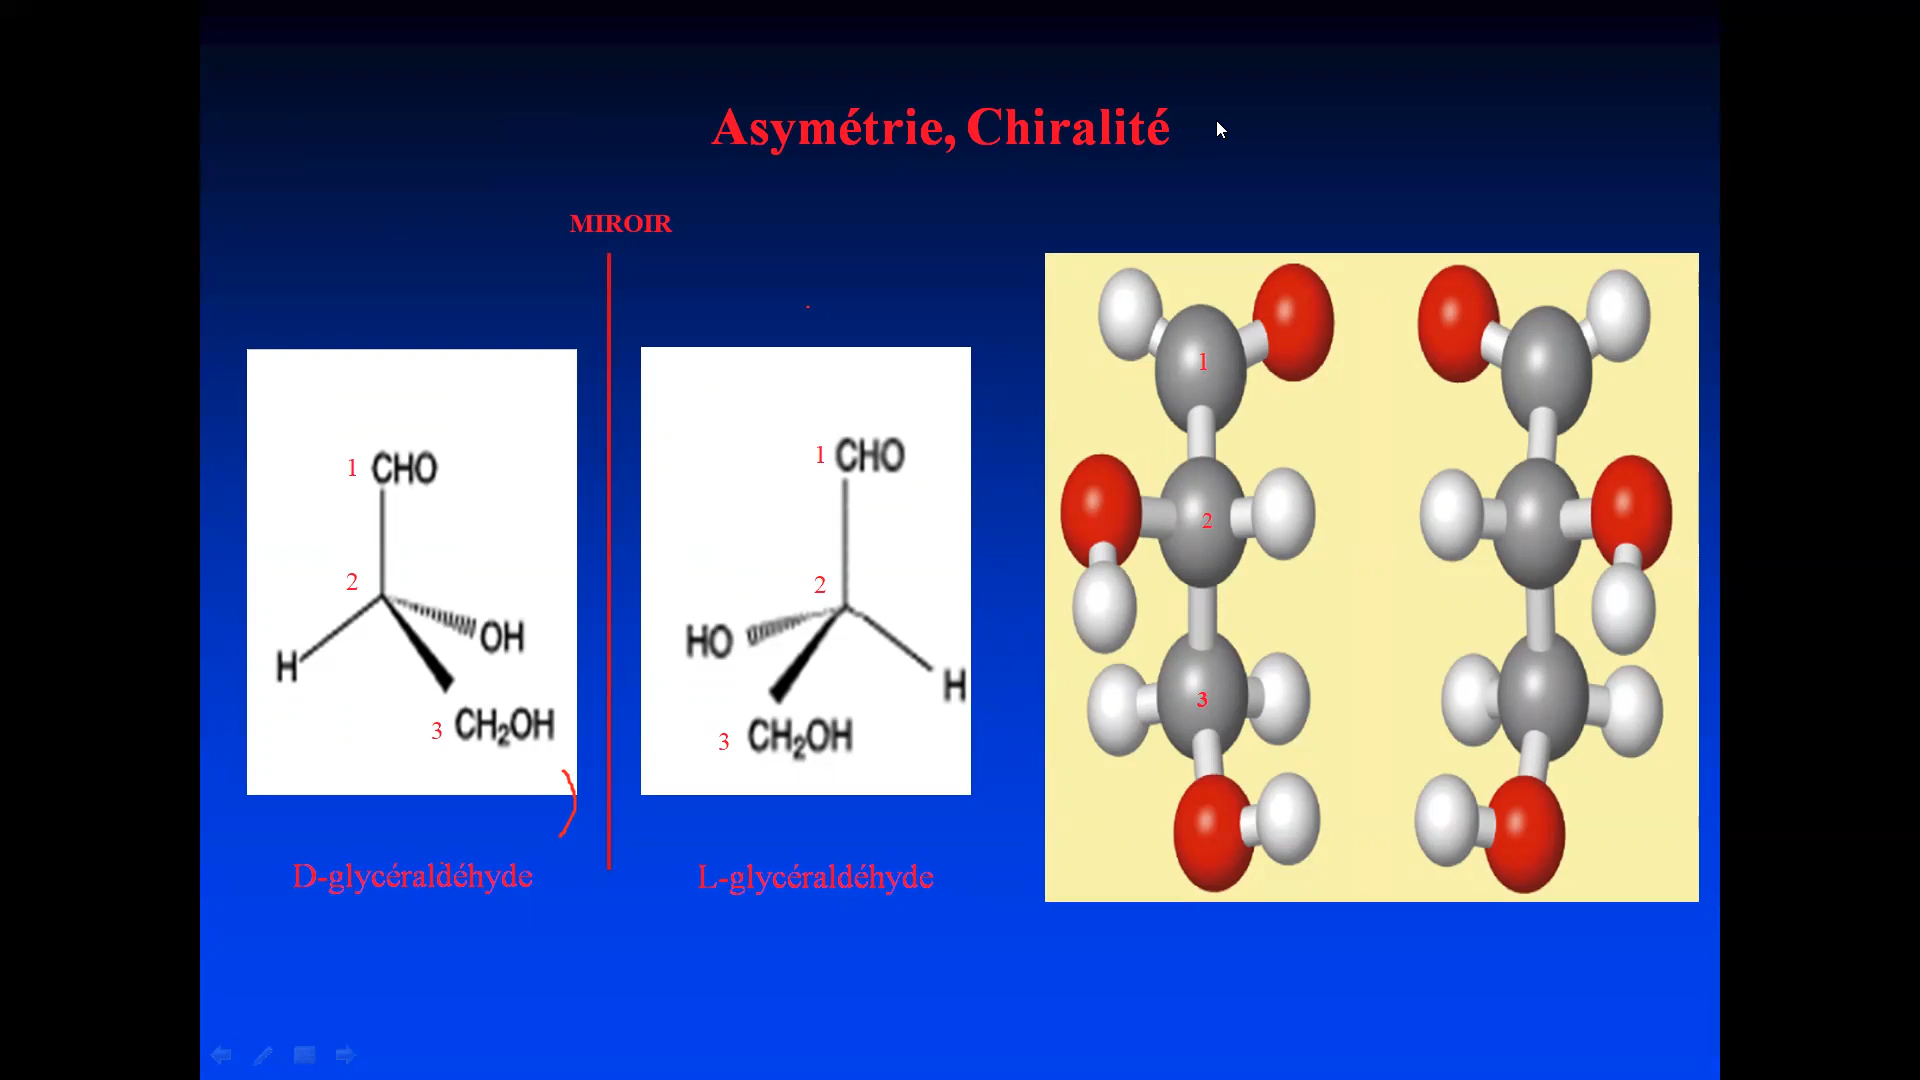 Asymétrie, Chiralité
MIROIR
1 CHO
2
H
OH
3 CH₂OH
D-glycéraldéhyde
1 CHO
2
HO
H
3 CH₂OH
L-glycéraldéhyde
1
2
3